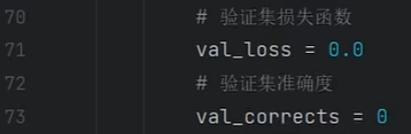 70 # 验证集损失函数
71 val_loss = 0.0
72 # 验证集准确度
73 val_corrects = 0